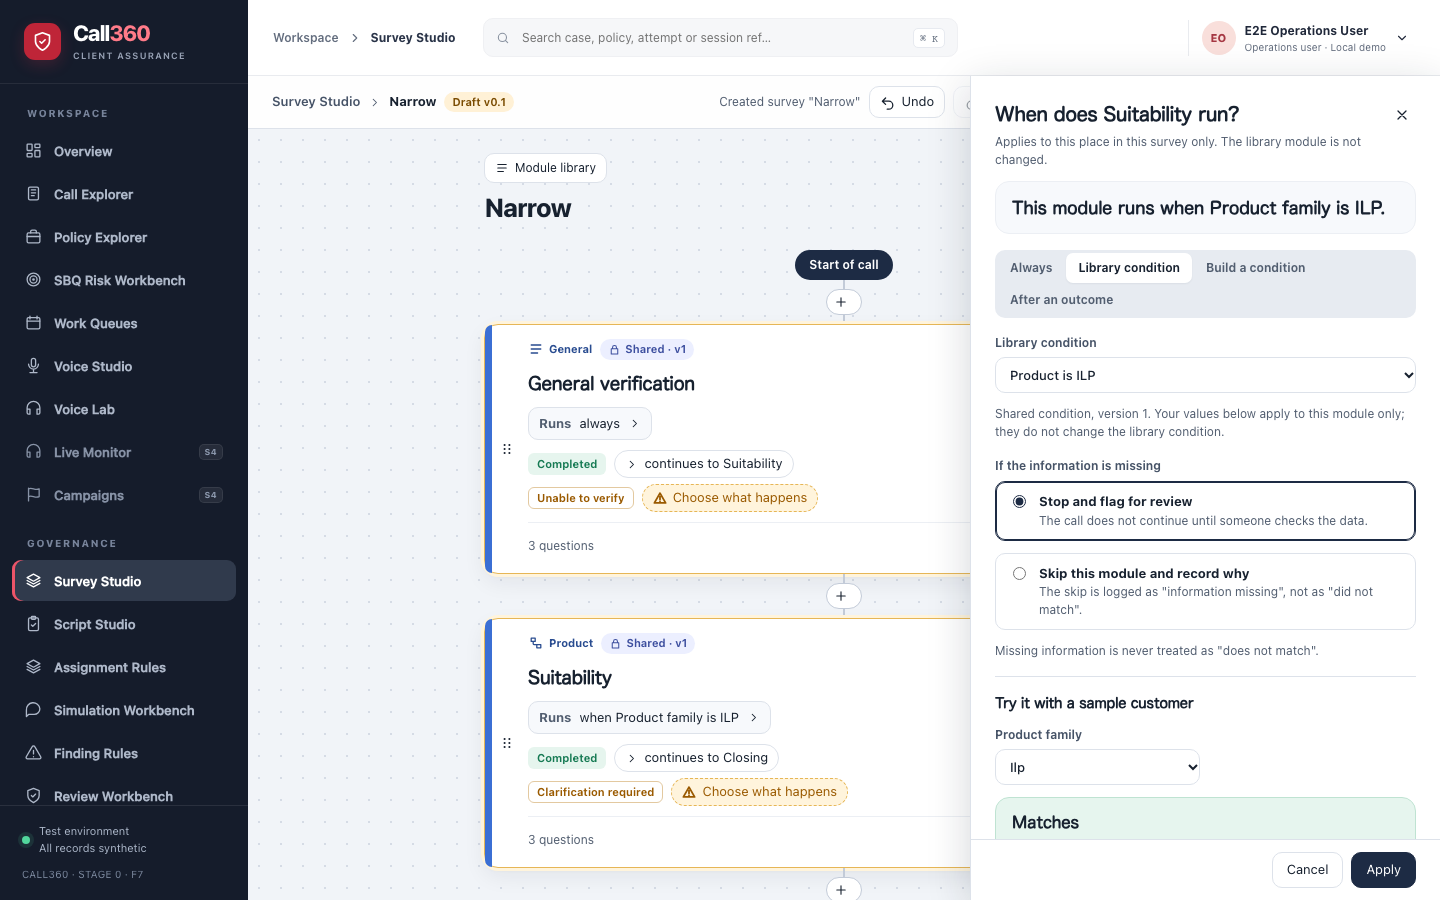 Call360
CLIENT ASSURANCE
WORKSPACE
Overview
Call Explorer
Policy Explorer
SBQ Risk Workbench
Work Queues
Voice Studio
Voice Lab
Live Monitor S4
Campaigns S4
GOVERNANCE
Survey Studio
Script Studio
Assignment Rules
Simulation Workbench
Finding Rules
Review Workbench
Test environment
All records synthetic
CALL360 · STAGE 0 · F7
Workspace > Survey Studio
Search case, policy, attempt or session ref...
⌘ K
EO
E2E Operations User
Operations user · Local demo
Survey Studio > Narrow Draft v0.1
Created survey "Narrow"
Undo
Module library
Narrow
Start of call
+
General Shared · v1
General verification
Runs always >
Completed > continues to Suitability
Unable to verify Choose what happens
3 questions
+
Product Shared · v1
Suitability
Runs when Product family is ILP >
Completed > continues to Closing
Clarification required Choose what happens
3 questions
+
When does Suitability run?
Applies to this place in this survey only. The library module is not
changed.
This module runs when Product family is ILP.
Always Library condition Build a condition
After an outcome
Library condition
Product is ILP
Shared condition, version 1. Your values below apply to this module only;
they do not change the library condition.
If the information is missing
Stop and flag for review
The call does not continue until someone checks the data.
Skip this module and record why
The skip is logged as "information missing", not as "did not
match".
Missing information is never treated as "does not match".
Try it with a sample customer
Product family
Ilp
Matches
Cancel
Apply